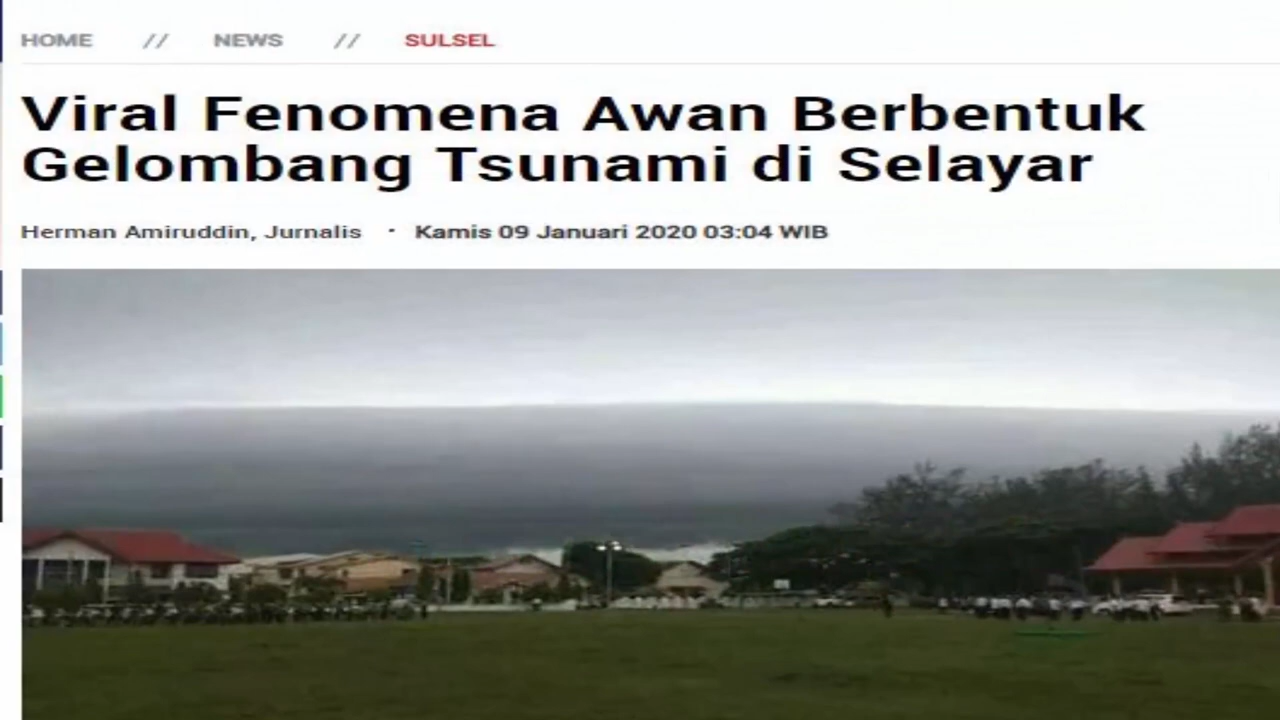 HOME // NEWS // SULSEL
Viral Fenomena Awan Berbentuk
Gelombang Tsunami di Selayar
Herman Amiruddin, Jurnalis · Kamis 09 Januari 2020 03:04 WIB